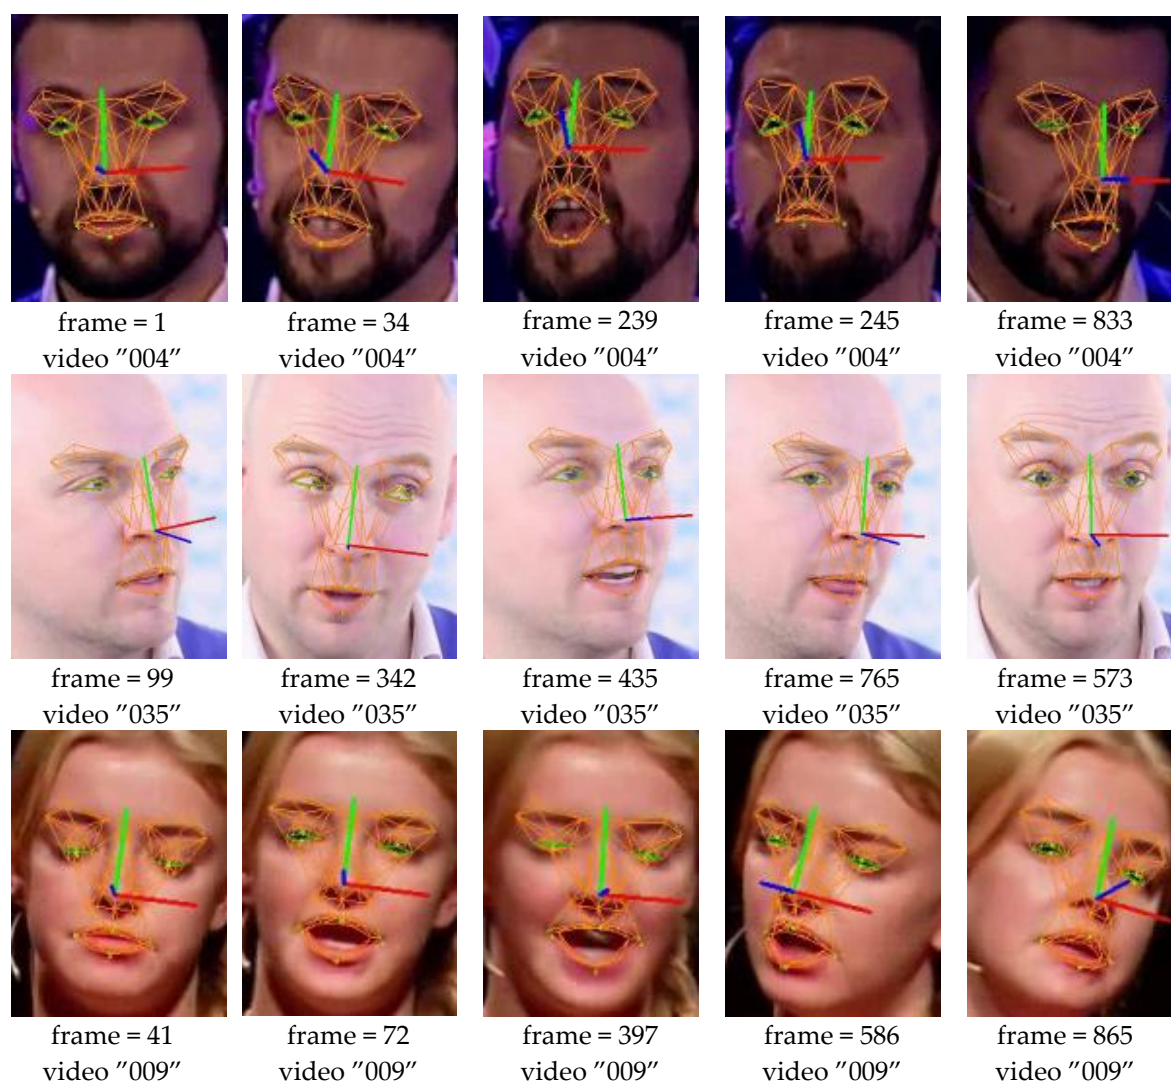 frame = 1
video ″004″
frame = 34
video ″004″
frame = 239
video ″004″
frame = 245
video ″004″
frame = 833
video ″004″
frame = 99
video ″035″
frame = 342
video ″035″
frame = 435
video ″035″
frame = 765
video ″035″
frame = 573
video ″035″
frame = 41
video ″009″
frame = 72
video ″009″
frame = 397
video ″009″
frame = 586
video ″009″
frame = 865
video ″009″